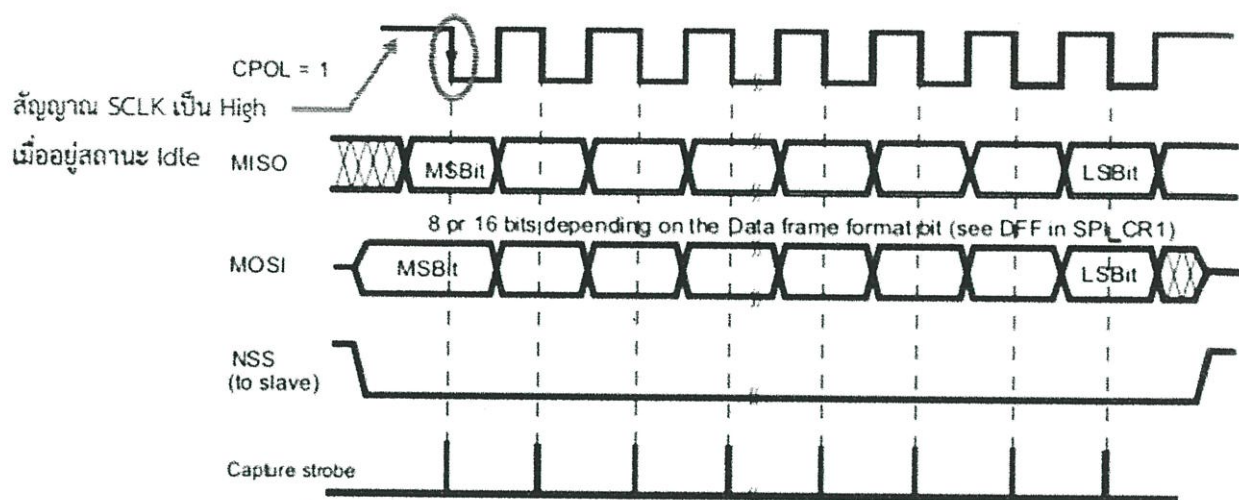 CPOL = 1
สัญญาณ SCLK เป็น High
เมื่ออยู่สถานะ Idle
MISO
MSBit
LSBit
8 pr 16 bits depending on the Data frame format bit (see DFF in SPI_CR1)
MOSI
MSBit
LSBit
NSS
(to slave)
Capture strobe